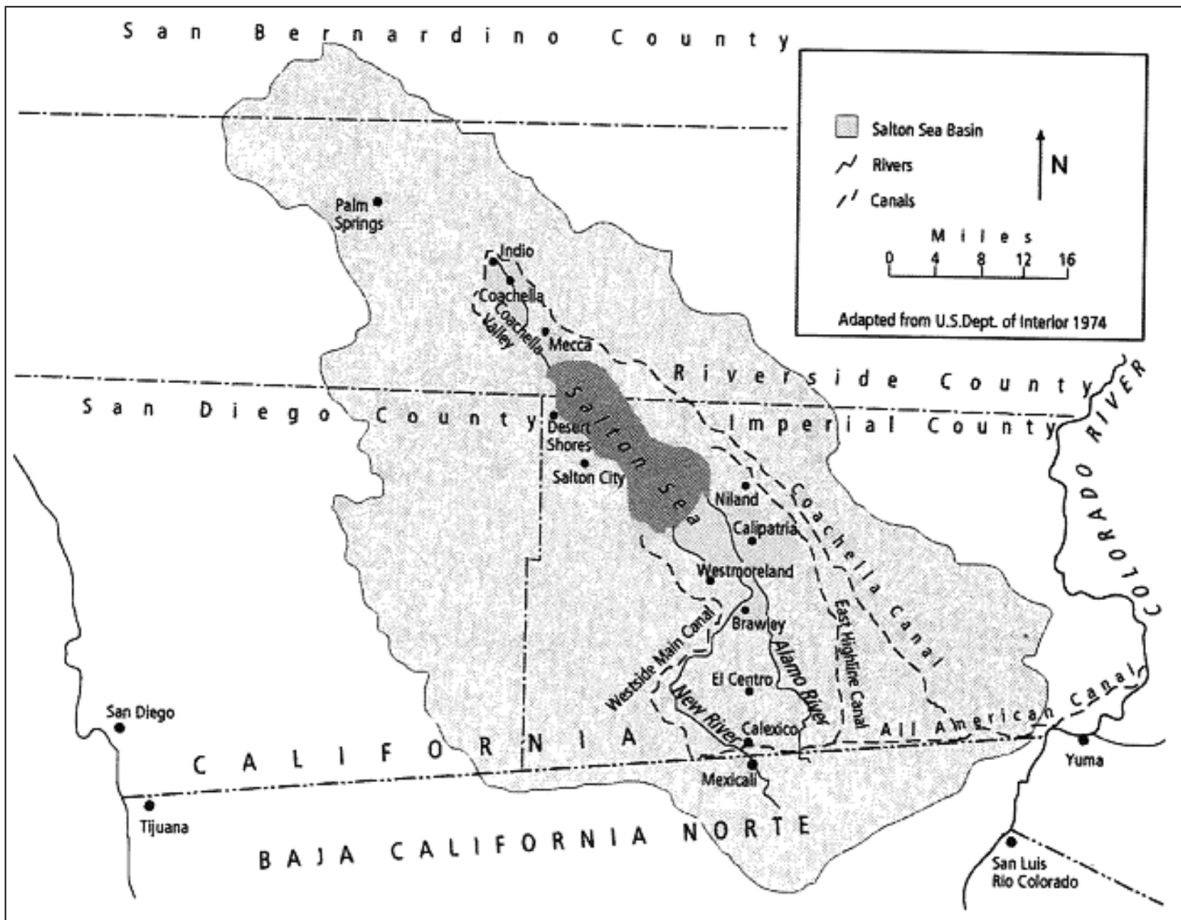 San Bernardino County
Salton Sea Basin
Rivers
Canals
N
Miles
0 4 8 12 16
Adapted from U.S.Dept. of Interior 1974
Palm
Springs
Indio
Coachella
Coachella
Valley
Mecca
Riverside County
San Diego County
Imperial County
Desert
Shores
Salton City
Salton Sea
Niland
Calipatria
Coachella Canal
COLORADO RIVER
Westmoreland
Brawley
Westside Main Canal
East Highline Canal
Alamo River
El Centro
New River
San Diego
Calexico
All American Canal
CALIFORNIA
Mexicali
Yuma
Tijuana
BAJA CALIFORNIA NORTE
San Luis
Rio Colorado